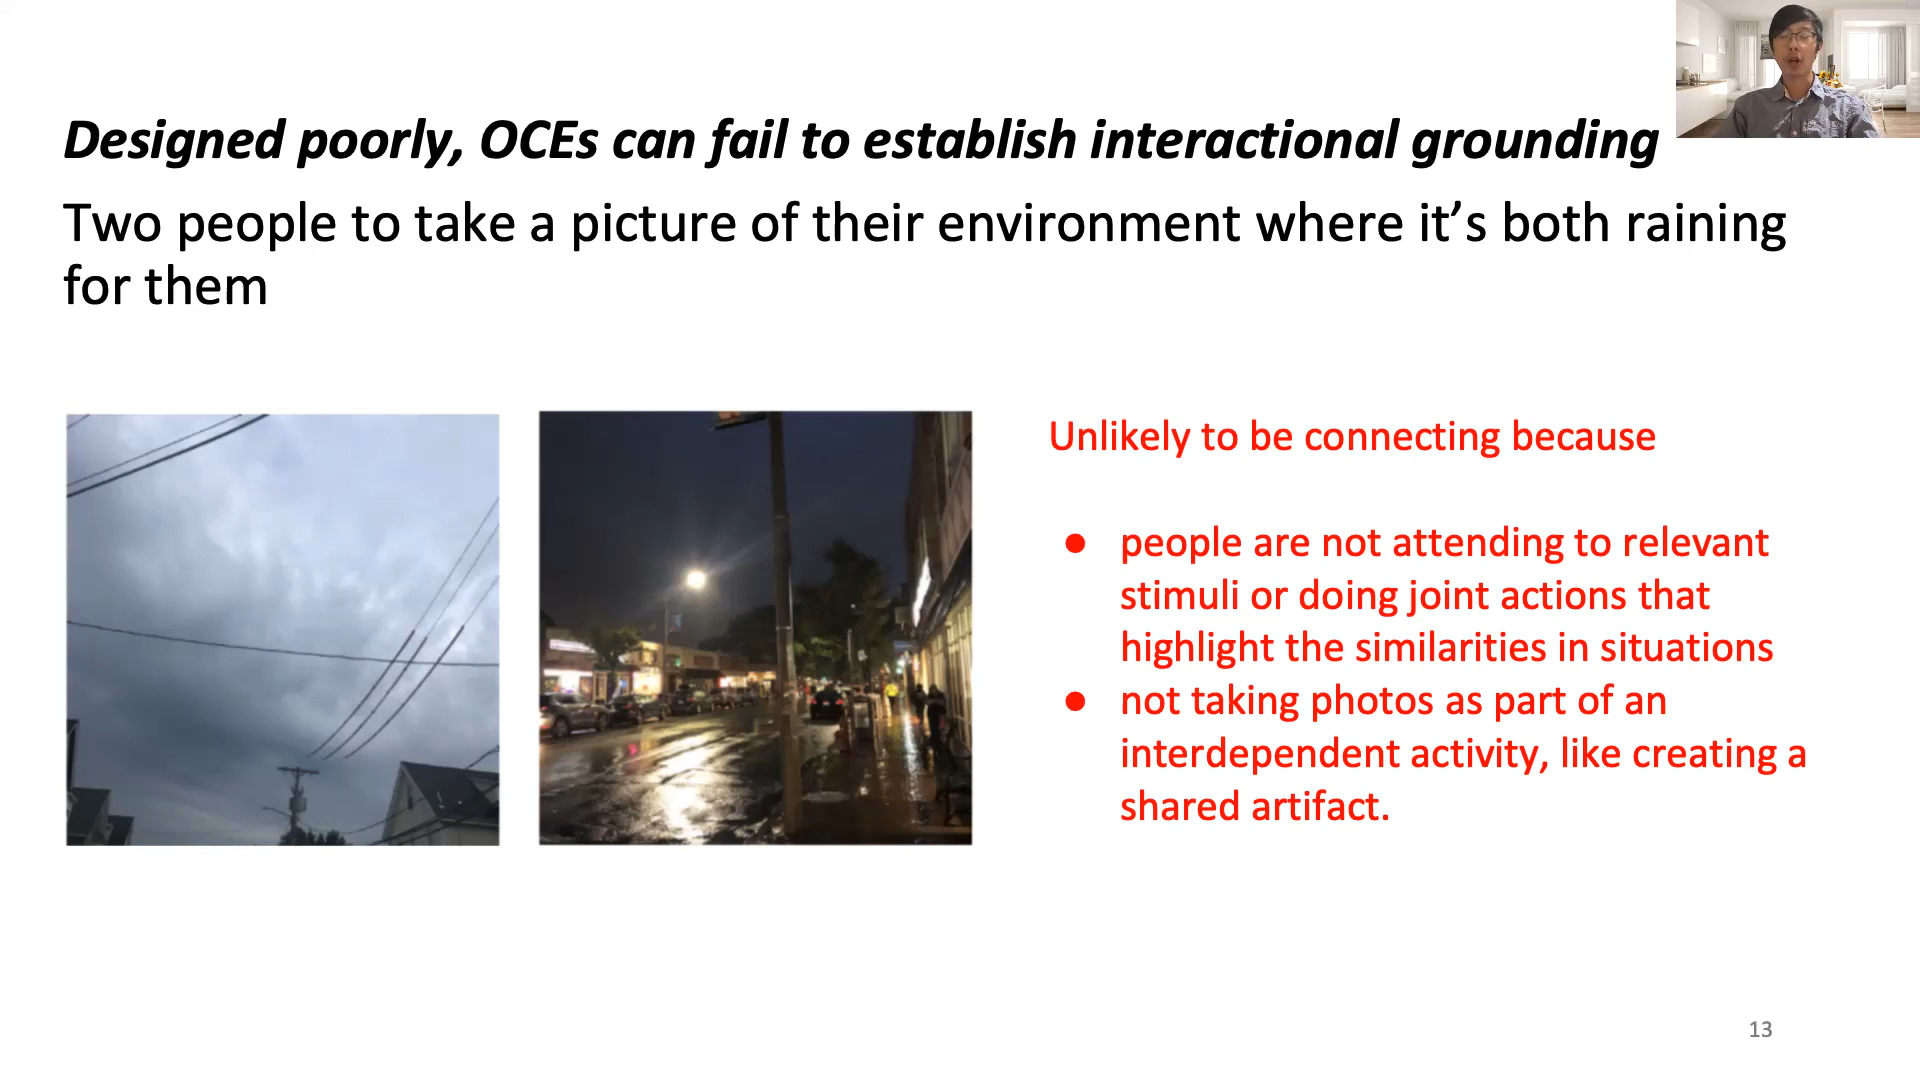 Designed poorly, OCEs can fail to establish interactional grounding
Two people to take a picture of their environment where it’s both raining
for them
Unlikely to be connecting because
● people are not attending to relevant
stimuli or doing joint actions that
highlight the similarities in situations
● not taking photos as part of an
interdependent activity, like creating a
shared artifact.
13